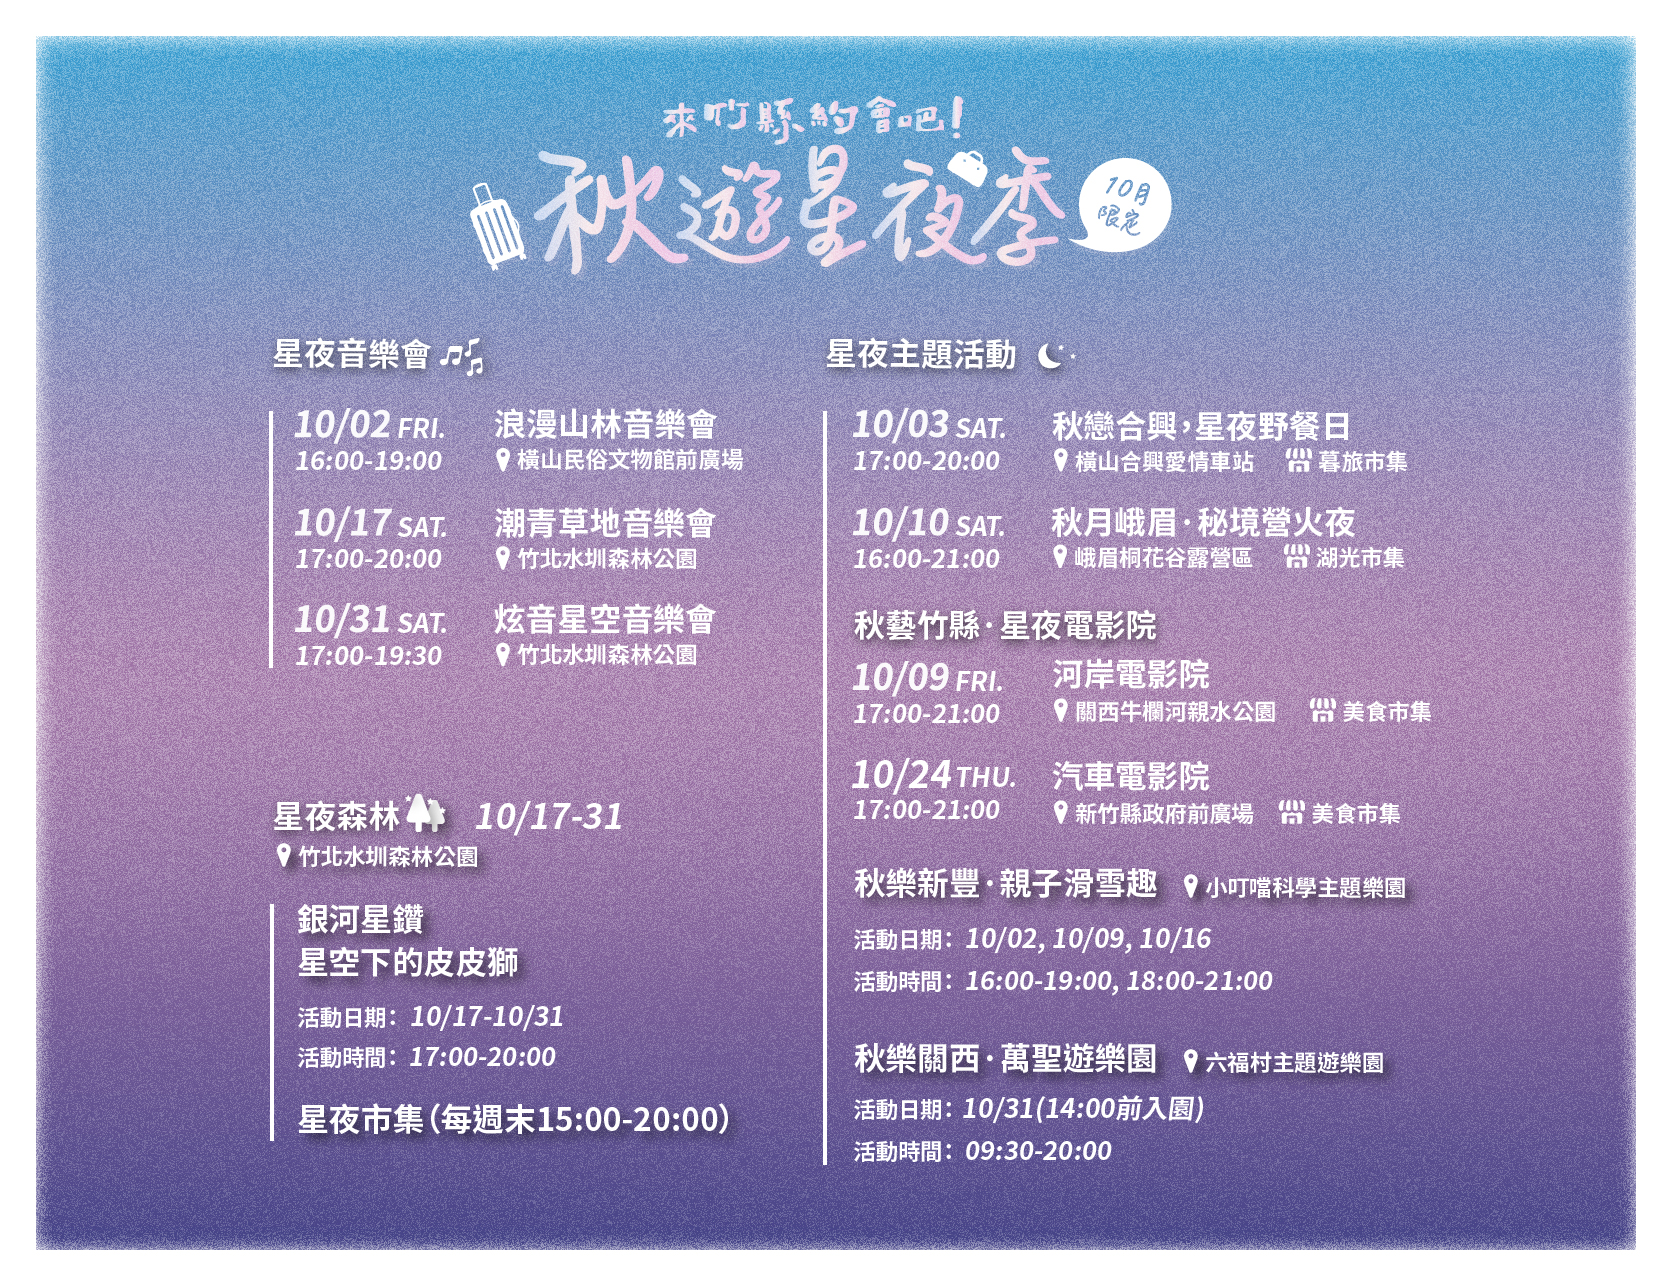 來竹縣約會吧!
秋遊星夜季
10月
限定
星夜音樂會
10/02 FRI. 浪漫山林音樂會
16:00-19:00 橫山民俗文物館前廣場
10/17 SAT. 潮青草地音樂會
17:00-20:00 竹北水圳森林公園
10/31 SAT. 炫音星空音樂會
17:00-19:30 竹北水圳森林公園
星夜森林 10/17-31
竹北水圳森林公園
銀河星鑽
星空下的皮皮獅
活動日期：10/17-10/31
活動時間：17:00-20:00
星夜市集（每週末15:00-20:00）
星夜主題活動
10/03 SAT. 秋戀合興，星夜野餐日
17:00-20:00 橫山合興愛情車站 暮旅市集
10/10 SAT. 秋月峨眉·秘境營火夜
16:00-21:00 峨眉桐花谷露營區 湖光市集
秋藝竹縣·星夜電影院
10/09 FRI. 河岸電影院
17:00-21:00 關西牛欄河親水公園 美食市集
10/24 THU. 汽車電影院
17:00-21:00 新竹縣政府前廣場 美食市集
秋樂新豐·親子滑雪趣 小叮噹科學主題樂園
活動日期：10/02, 10/09, 10/16
活動時間：16:00-19:00, 18:00-21:00
秋樂關西·萬聖遊樂園 六福村主題遊樂園
活動日期：10/31(14:00前入園)
活動時間：09:30-20:00